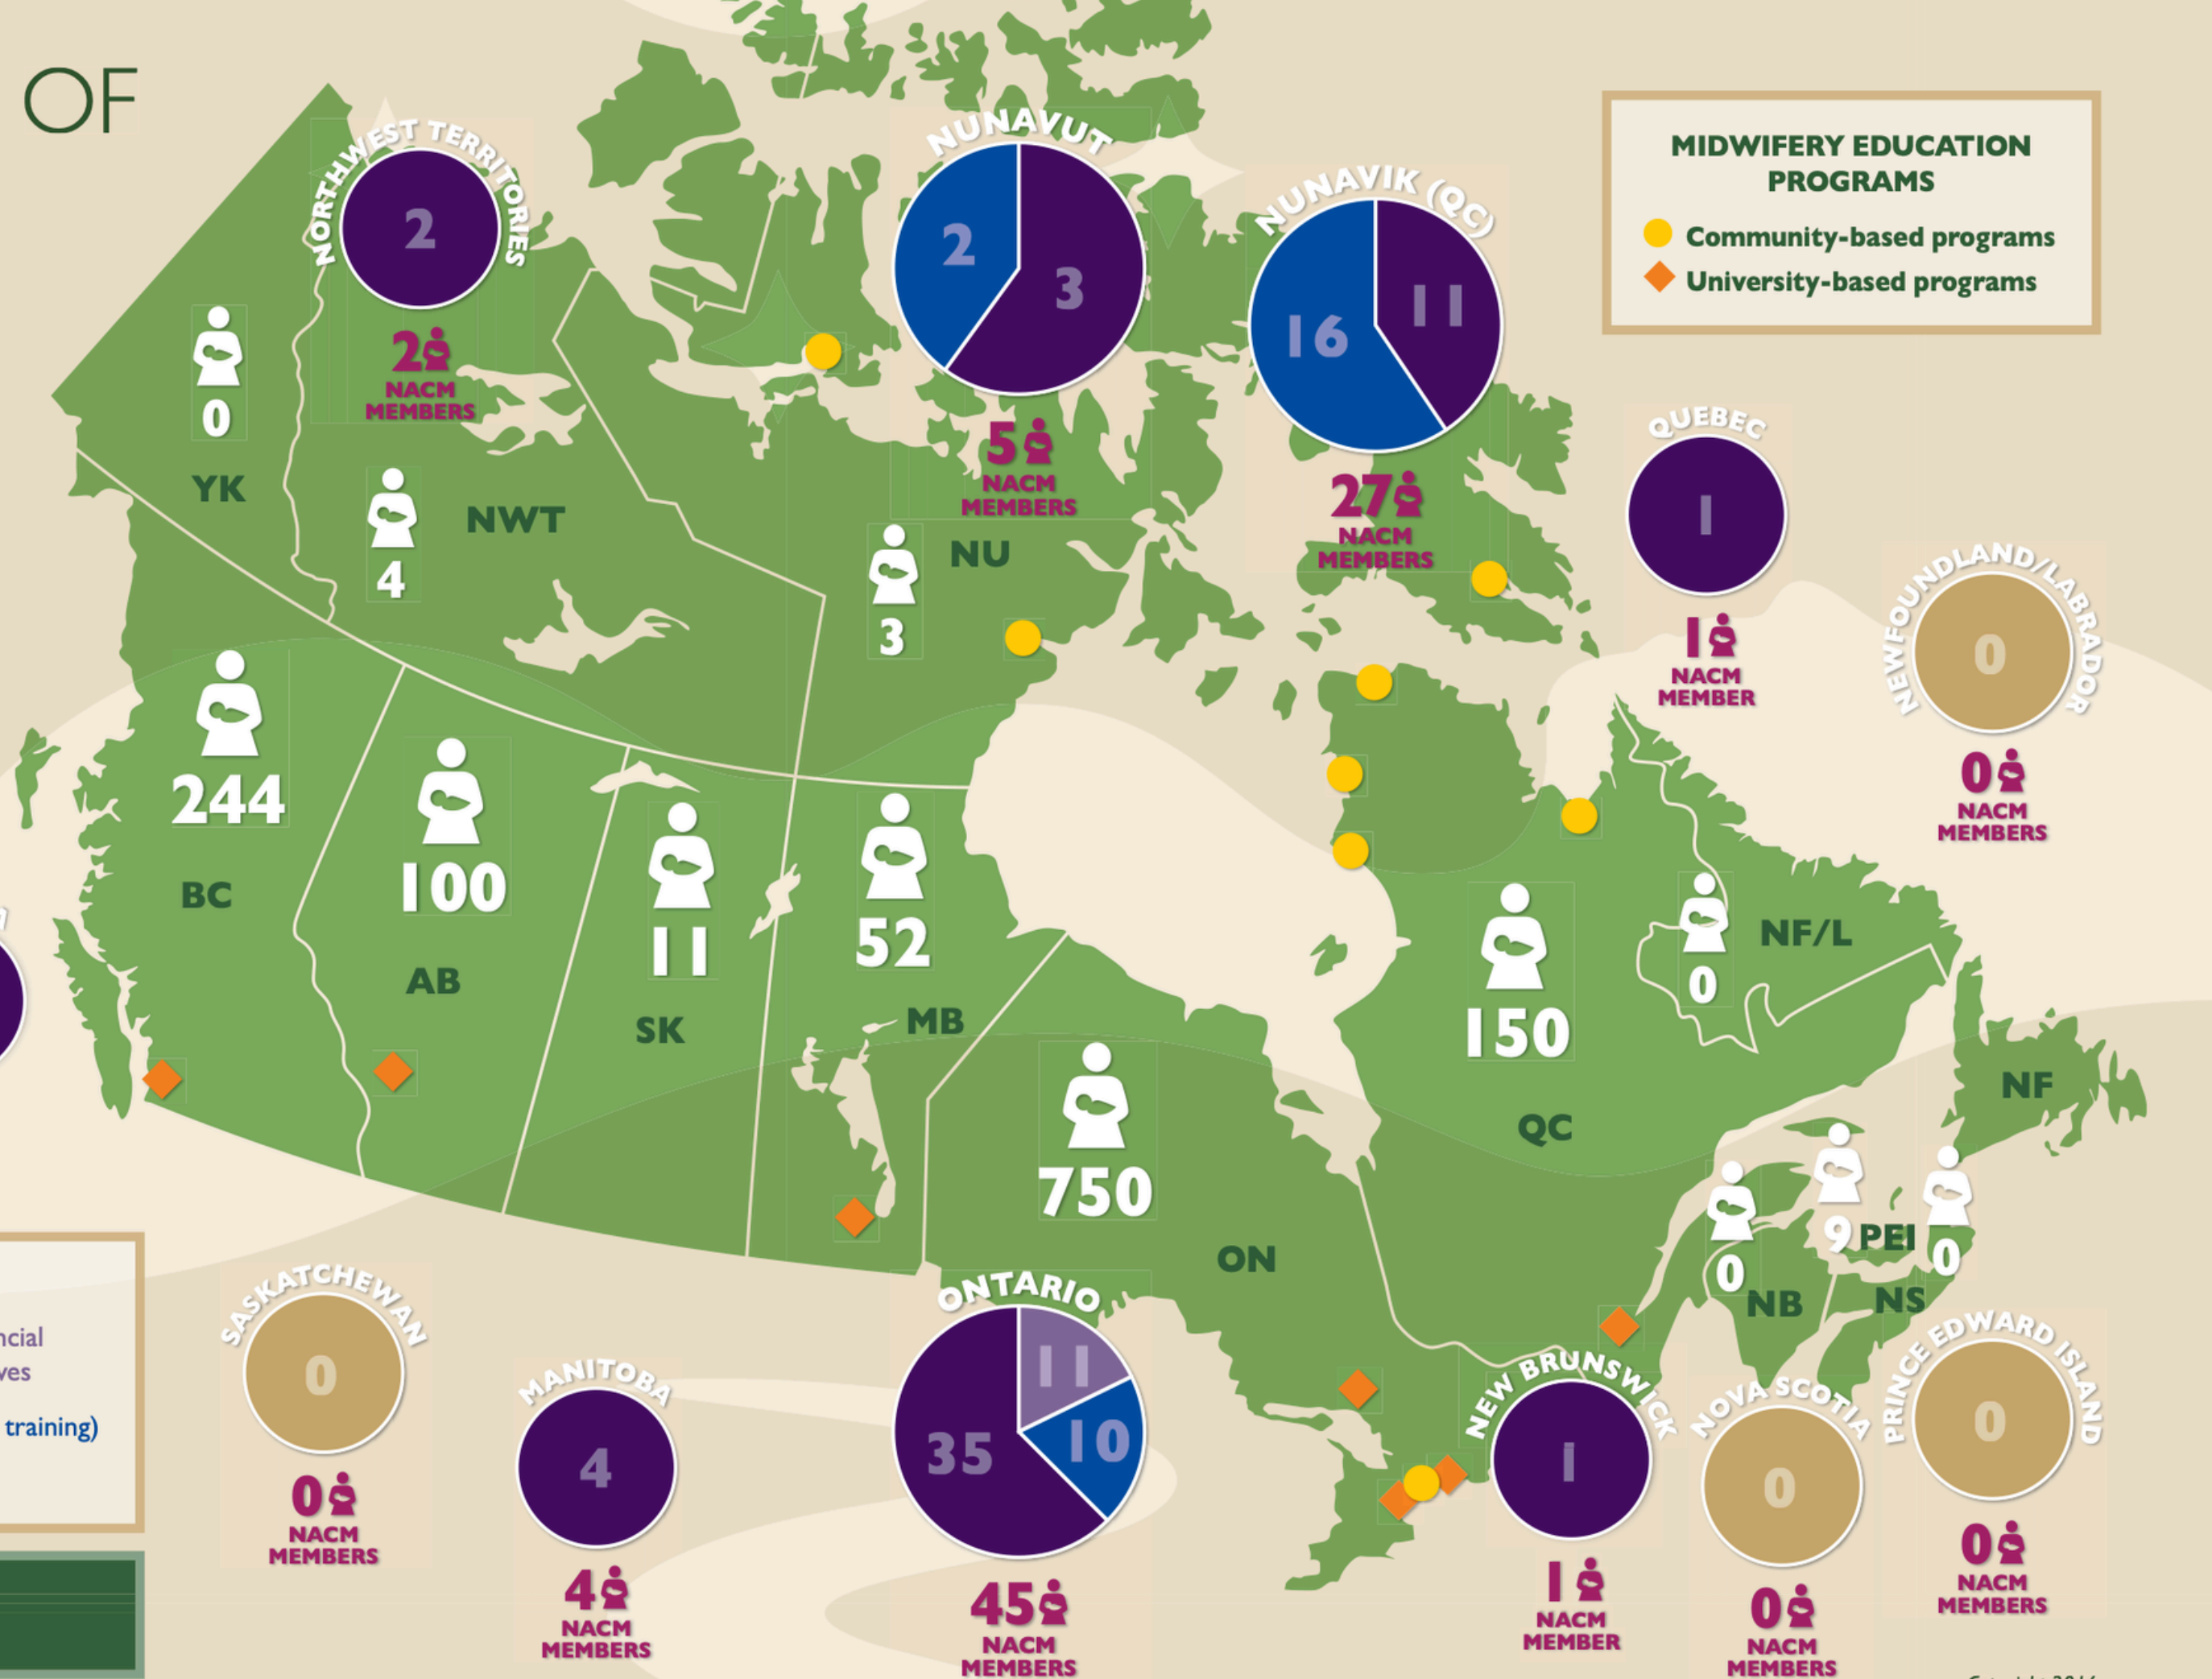 OF
MIDWIFERY EDUCATION
PROGRAMS
Community-based programs
University-based programs
NORTHWEST TERRITORIES
2
2
NACM
MEMBERS
NUNAVUT
2
3
5
NACM
MEMBERS
NUNAVIK (QC)
16
11
27
NACM
MEMBERS
QUEBEC
1
1
NACM
MEMBER
NEWFOUNDLAND/LABRADOR
0
0
NACM
MEMBERS
0
YK
4
NWT
3
NU
244
BC
100
AB
11
SK
52
MB
750
ON
150
QC
0
NF/L
NF
0
NB
9
PEI
0
NS
ncial
ves
training)
SASKATCHEWAN
0
0
NACM
MEMBERS
MANITOBA
4
4
NACM
MEMBERS
ONTARIO
11
35
10
45
NACM
MEMBERS
NEW BRUNSWICK
1
1
NACM
MEMBER
NOVA SCOTIA
0
0
NACM
MEMBERS
PRINCE EDWARD ISLAND
0
0
NACM
MEMBERS